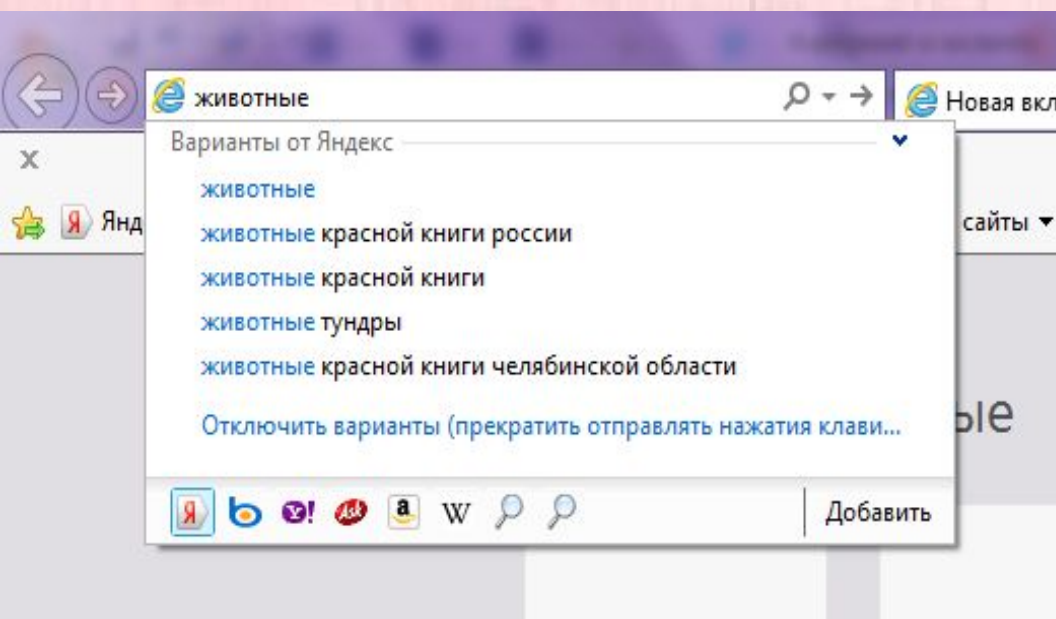 животные
Новая вкл
Варианты от Яндекс
x
животные
Я Янд
животные красной книги россии
сайты
животные красной книги
животные тундры
животные красной книги челябинской области
ые
Отключить варианты (прекратить отправлять нажатия клави...
Я b Y! Ask a W Добавить